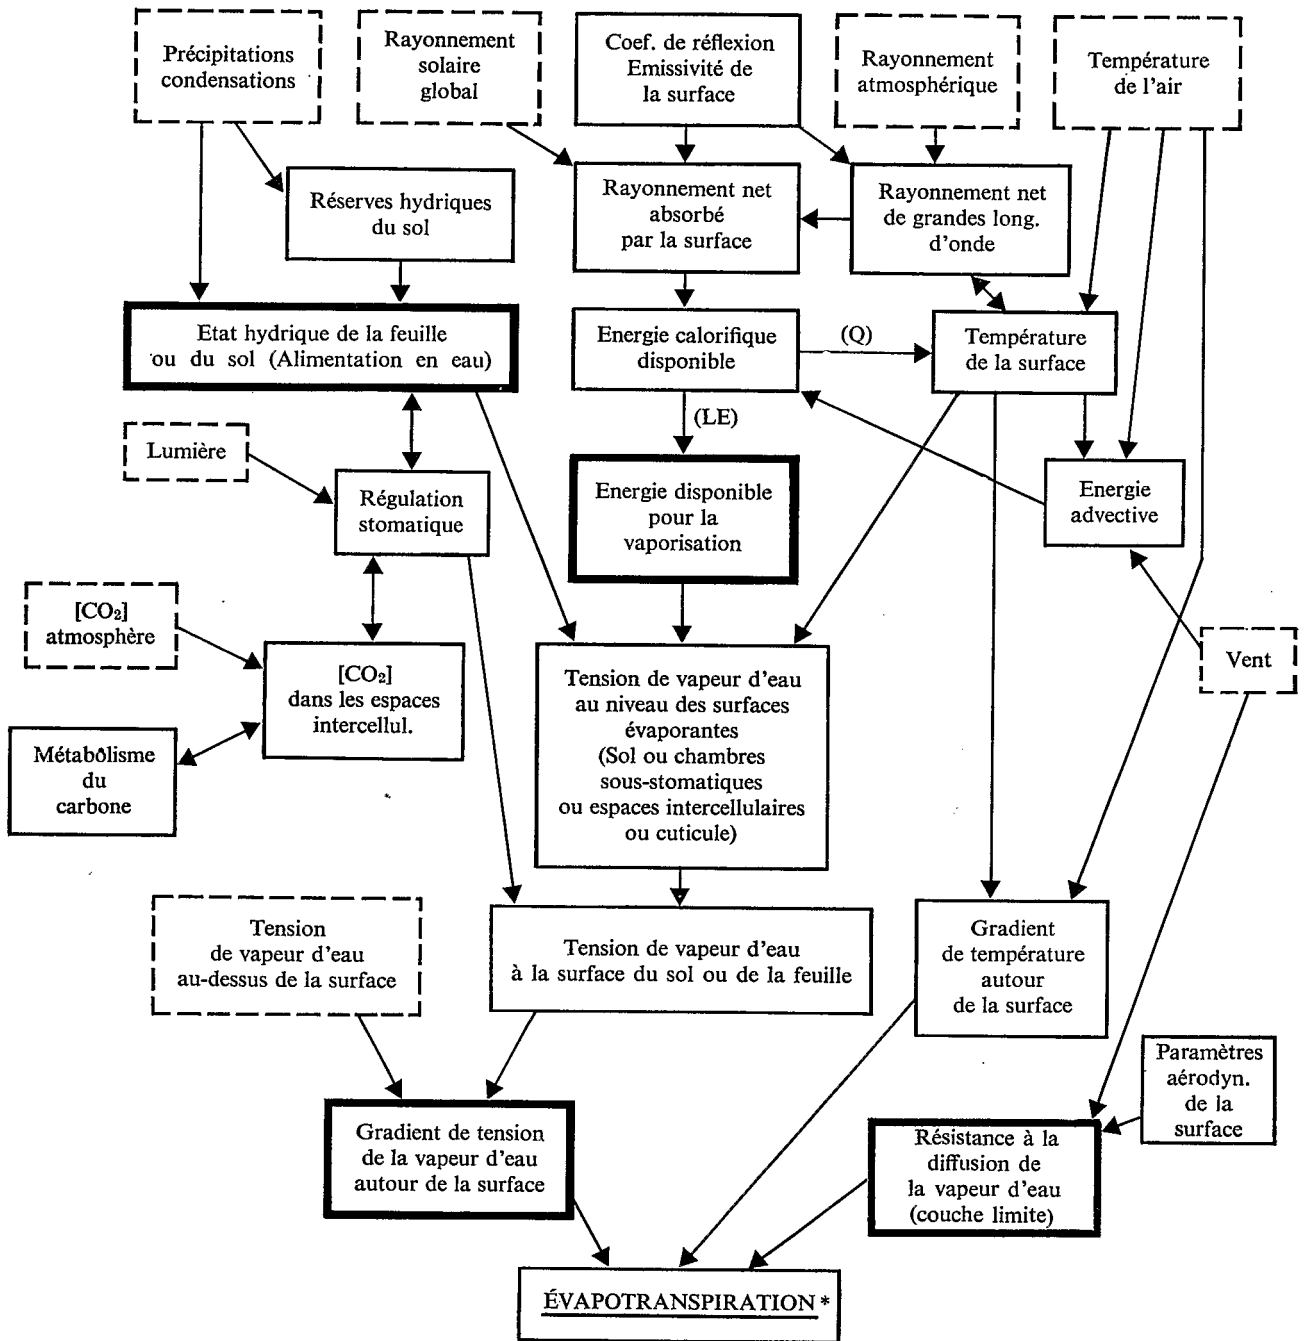 Précipitations
condensations
Rayonnement
solaire
global
Coef. de réflexion
Emissivité de
la surface
Rayonnement
atmosphérique
Température
de l'air
Réserves hydriques
du sol
Rayonnement net
absorbé
par la surface
Rayonnement net
de grandes long.
d'onde
Etat hydrique de la feuille
ou du sol (Alimentation en eau)
Energie calorifique
disponible
(Q)
Température
de la surface
(LE)
Lumière
Régulation
stomatique
Energie disponible
pour la
vaporisation
Energie
advective
[CO₂]
atmosphère
[CO₂]
dans les espaces
intercellul.
Tension de vapeur d'eau
au niveau des surfaces
évaporantes
(Sol ou chambres
sous-stomatiques
ou espaces intercellulaires
ou cuticule)
Vent
Métabôlisme
du
carbone
Tension
de vapeur d'eau
au-dessus de la surface
Tension de vapeur d'eau
à la surface du sol ou de la feuille
Gradient
de température
autour
de la surface
Paramètres
aérodyn.
de la
surface
Gradient de tension
de la vapeur d'eau
autour de la surface
Résistance à la
diffusion de
la vapeur d'eau
(couche limite)
ÉVAPOTRANSPIRATION *